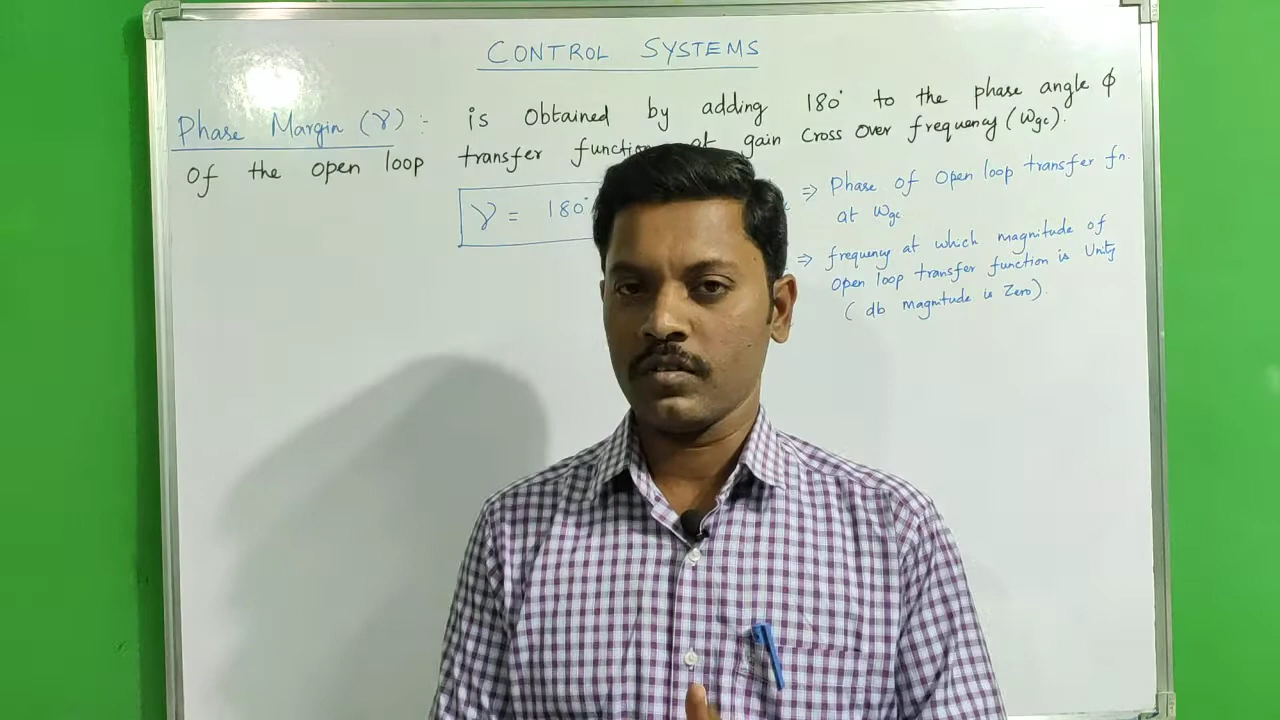 CONTROL SYSTEMS
Phase Margin (γ) :- is Obtained by adding 180° to the phase angle ϕ
of the open loop transfer function at gain Cross Over frequency (ωgc).
γ = 180°
⇒ Phase of Open loop transfer fn.
at ωgc
⇒ frequency at which magnitude of
Open loop transfer function is Unity
( db magnitude is Zero).